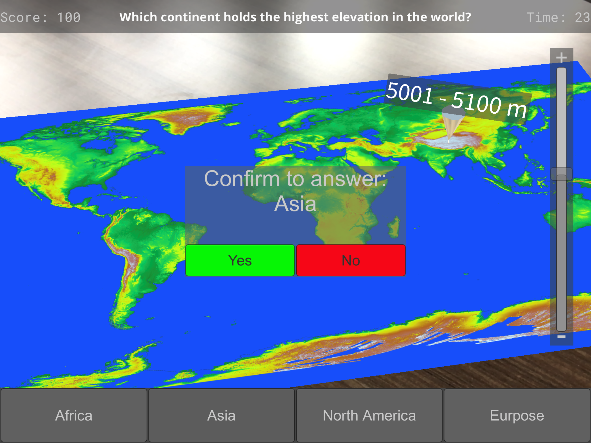 Score: 100
Which continent holds the highest elevation in the world?
Time: 23
+
5001 - 5100 m
Confirm to answer:
Asia
Yes
No
-
Africa
Asia
North America
Eurpose